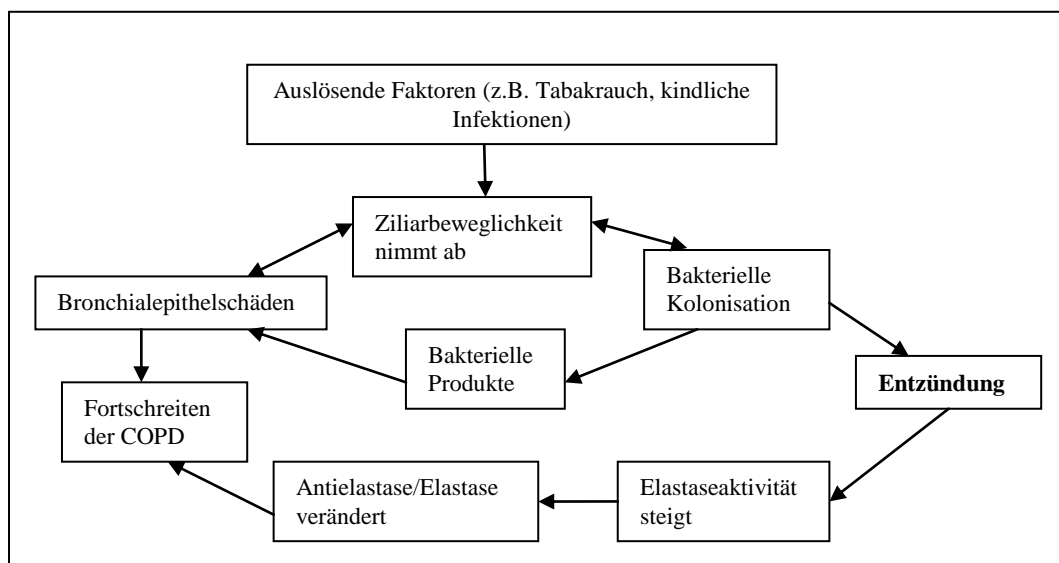 Auslösende Faktoren (z.B. Tabakrauch, kindliche
Infektionen)
Ziliarbeweglichkeit
nimmt ab
Bakterielle
Kolonisation
Bronchialepithelschäden
Bakterielle
Produkte
Entzündung
Fortschreiten
der COPD
Antielastase/Elastase
verändert
Elastaseaktivität
steigt